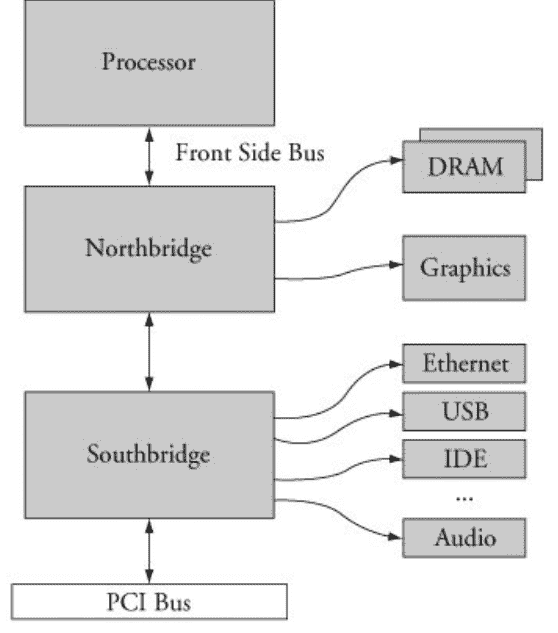 Processor
Front Side Bus
DRAM
Northbridge
Graphics
Ethernet
USB
Southbridge
IDE
...
Audio
PCI Bus